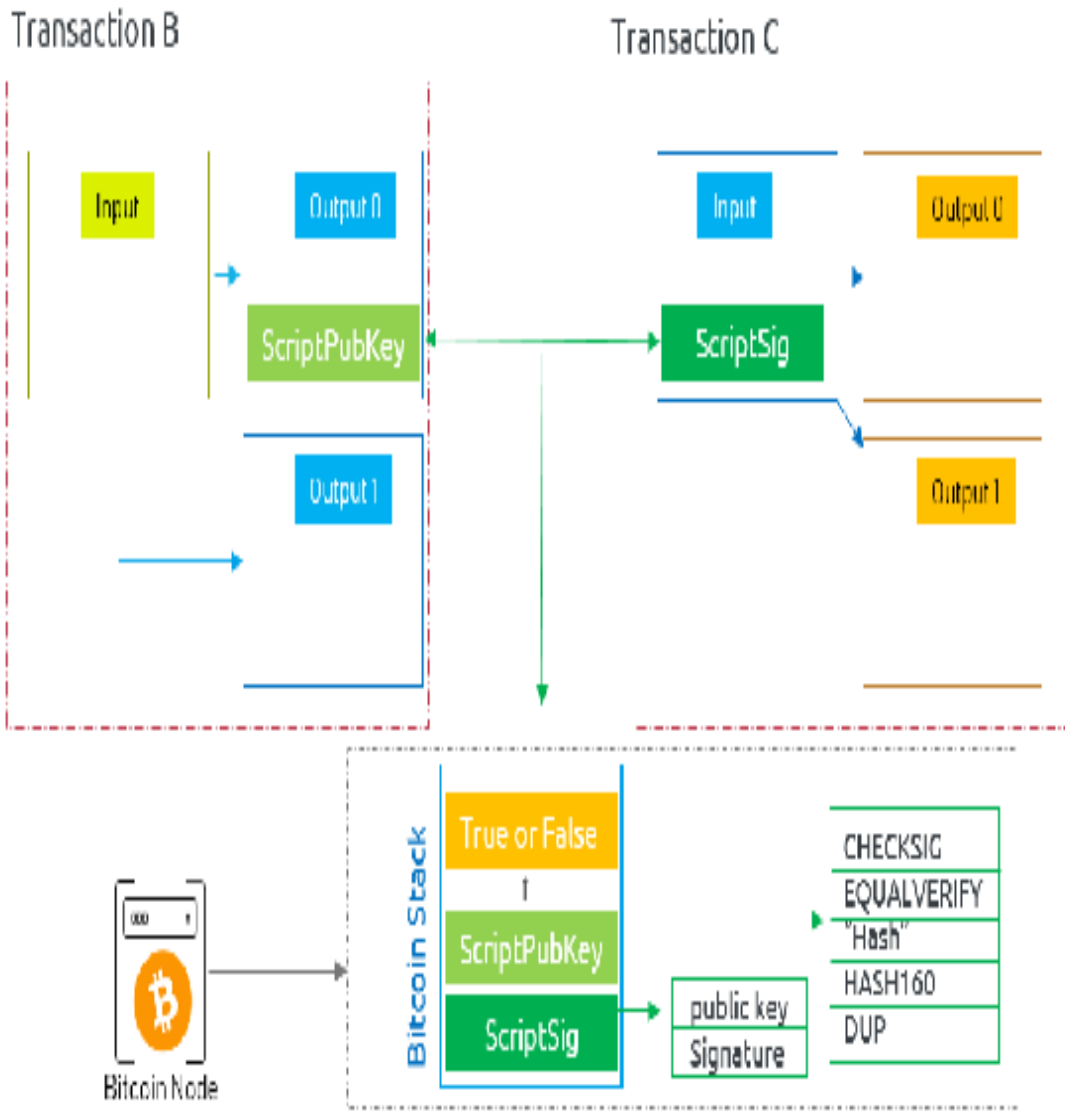 Transaction B
Transaction C
Input
Output 0
Input
Output 0
ScriptPubKey
ScriptSig
Output 1
Output 1
Bitcoin Stack
True or False
ScriptPubKey
ScriptSig
public key
Signature
CHECKSIG
EQUALVERIFY
"Hash"
HASH160
DUP
Bitcoin Node